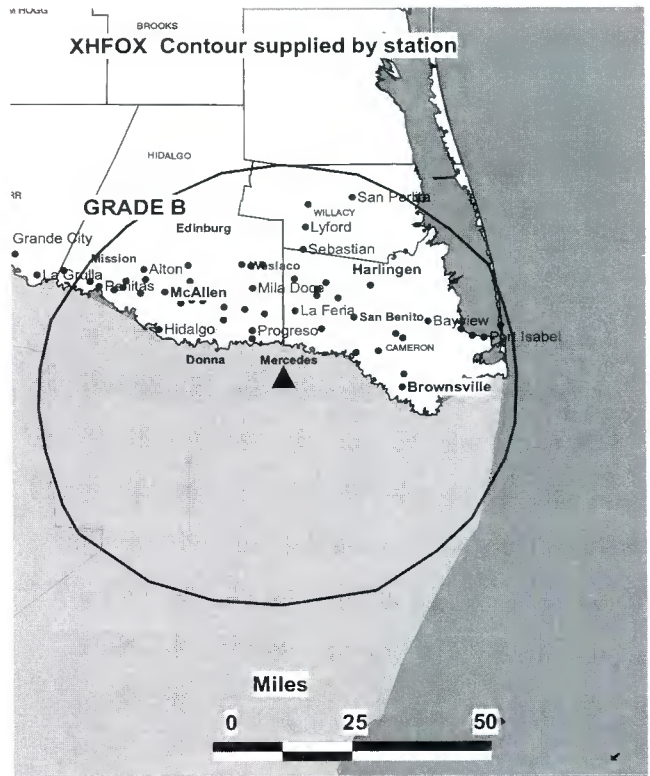 BROOKS
XHFOX Contour supplied by station
HIDALGO
GRADE B
San Perlita
WILLACY
Lyford
Edinburg
Sebastian
Grande City
Mission
Weslaco
Harlingen
La Grulla
Alton
Penitas
McAllen
Mila Doce
La Feria
San Benito
Bayview
Hidalgo
Progreso
Port Isabel
CAMERON
Donna
Mercedes
Brownsville
Miles
0 25 50